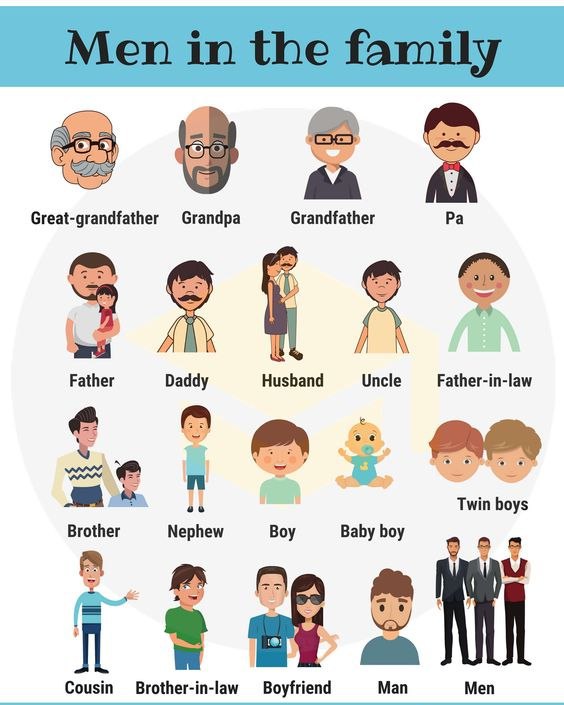 Men in the family
Great-grandfather Grandpa Grandfather Pa
Father Daddy Husband Uncle Father-in-law
Twin boys
Brother Nephew Boy Baby boy
Cousin Brother-in-law Boyfriend Man Men